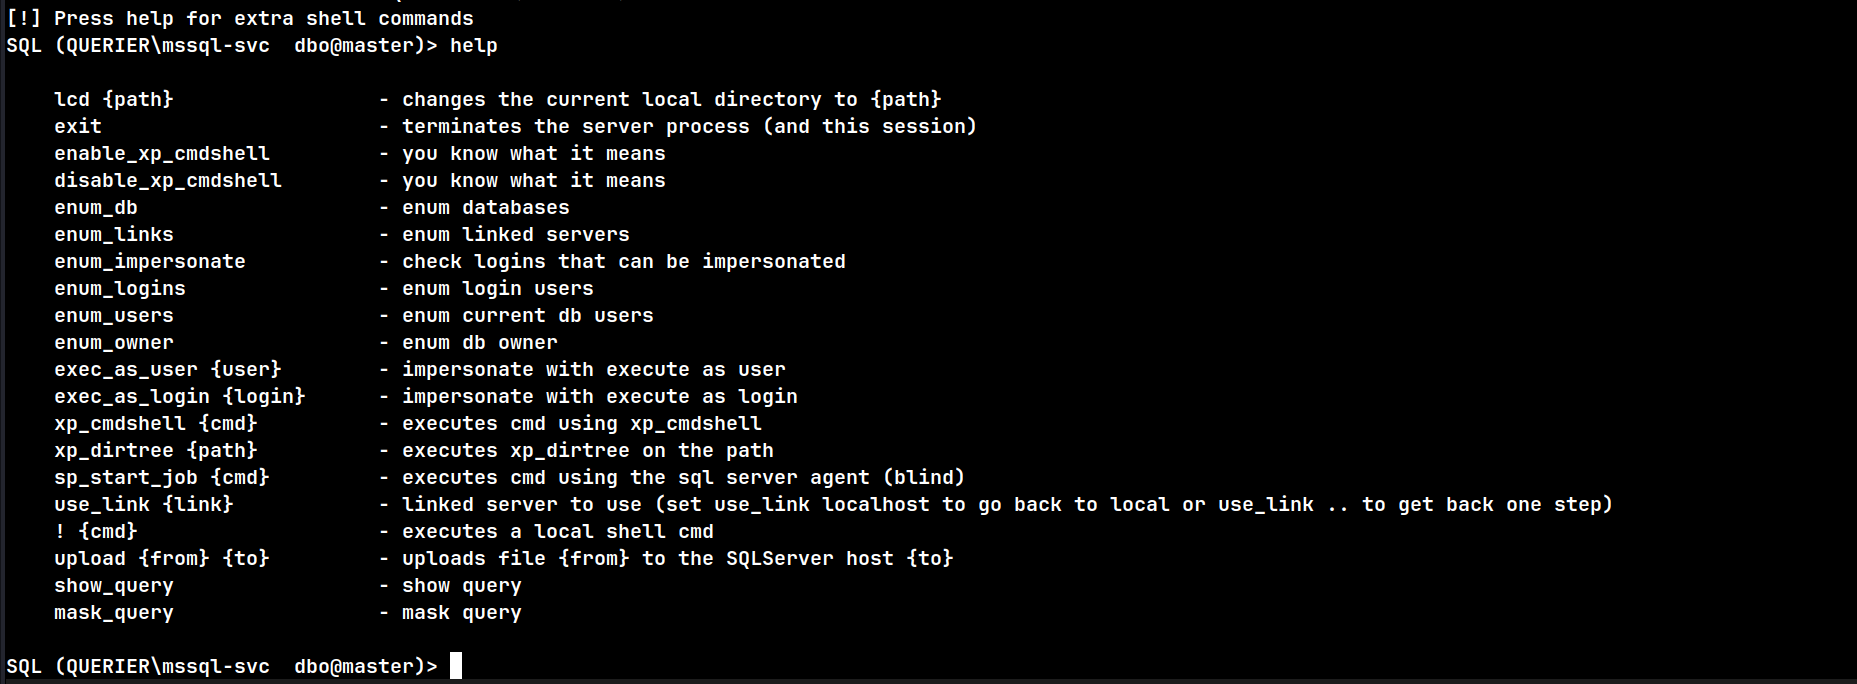 [!] Press help for extra shell commands
SQL (QUERIER\mssql-svc  dbo@master)> help
    lcd {path}                 - changes the current local directory to {path}
    exit                       - terminates the server process (and this session)
    enable_xp_cmdshell         - you know what it means
    disable_xp_cmdshell        - you know what it means
    enum_db                    - enum databases
    enum_links                 - enum linked servers
    enum_impersonate           - check logins that can be impersonated
    enum_logins                - enum login users
    enum_users                 - enum current db users
    enum_owner                 - enum db owner
    exec_as_user {user}        - impersonate with execute as user
    exec_as_login {login}      - impersonate with execute as login
    xp_cmdshell {cmd}          - executes cmd using xp_cmdshell
    xp_dirtree {path}          - executes xp_dirtree on the path
    sp_start_job {cmd}         - executes cmd using the sql server agent (blind)
    use_link {link}            - linked server to use (set use_link localhost to go back to local or use_link .. to get back one step)
    ! {cmd}                    - executes a local shell cmd
    upload {from} {to}         - uploads file {from} to the SQLServer host {to}
    show_query                 - show query
    mask_query                 - mask query
SQL (QUERIER\mssql-svc  dbo@master)>